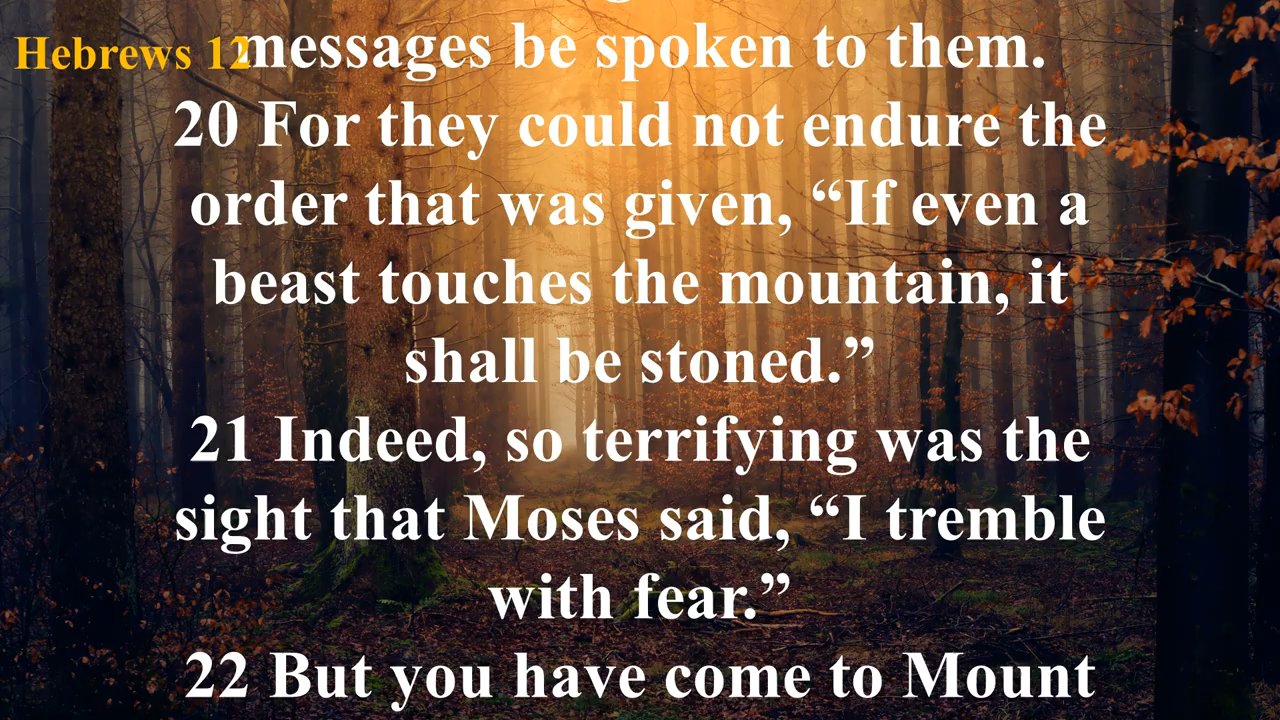 Hebrews 12
messages be spoken to them.
20 For they could not endure the
order that was given, “If even a
beast touches the mountain, it
shall be stoned.”
21 Indeed, so terrifying was the
sight that Moses said, “I tremble
with fear.”
22 But you have come to Mount